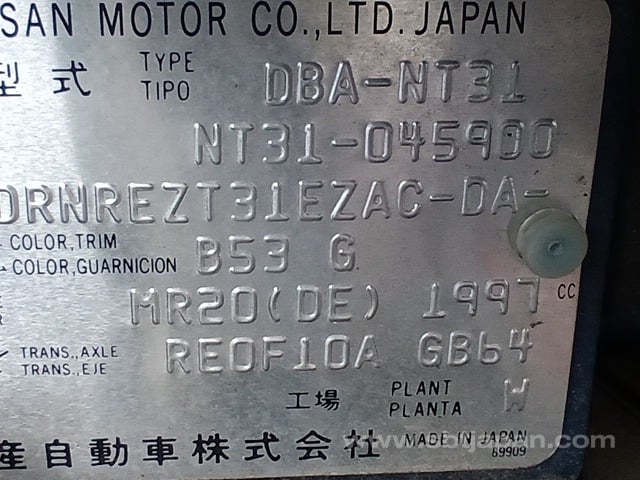 SSAN MOTOR CO.,LTD. JAPAN
型式 TYPE TIPO DBA-NT31
NT31-045900
DRNREZT31EZAC-DA-
COLOR,TRIM
COLOR,GUARNICION B53 G
MR20(DE) 1997 CC
TRANS.,AXLE
TRANS.,EJE RE0F10A GB64
工場 PLANT PLANTA W
産自動車株式会社 MADE IN JAPAN
89909